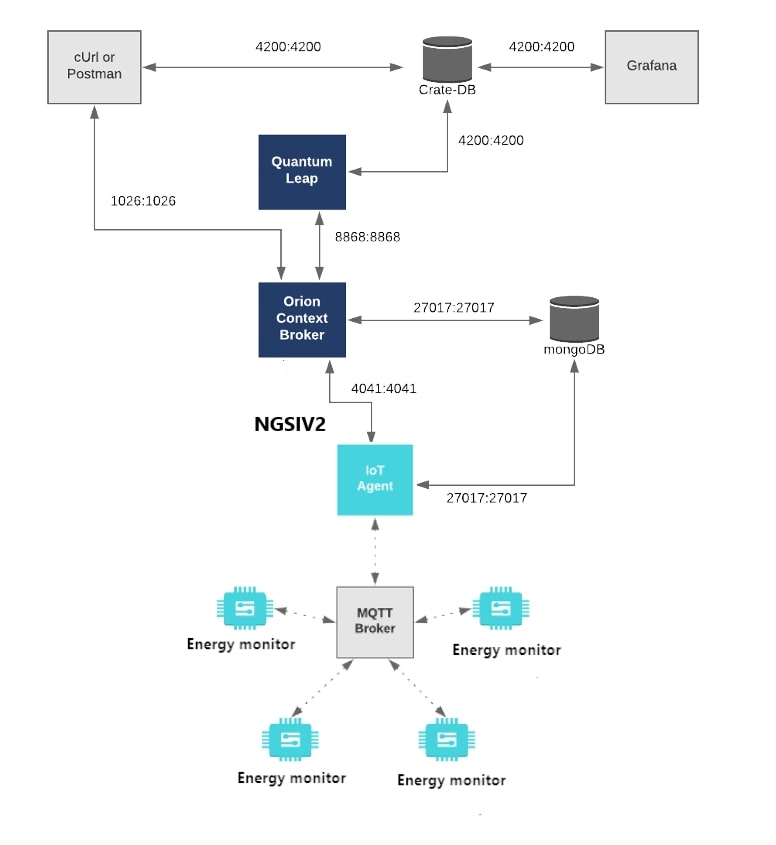 cUrl or
Postman
4200:4200
Crate-DB
4200:4200
Grafana
4200:4200
Quantum
Leap
1026:1026
8868:8868
Orion
Context
Broker
27017:27017
mongoDB
4041:4041
NGSIV2
IoT
Agent
27017:27017
MQTT
Broker
Energy monitor
Energy monitor
Energy monitor
Energy monitor